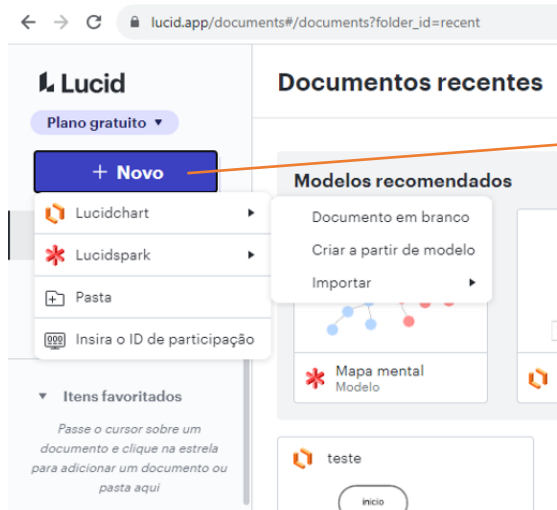 lucid.app/documents#/documents?folder_id=recent
Lucid
Plano gratuito
Documentos recentes
+ Novo
Lucidchart
Lucidspark
Pasta
Insira o ID de participação
Modelos recomendados
Documento em branco
Criar a partir de modelo
Importar
Mapa mental
Modelo
Itens favoritados
Passe o cursor sobre um
documento e clique na estrela
para adicionar um documento ou
pasta aqui
teste
inicio